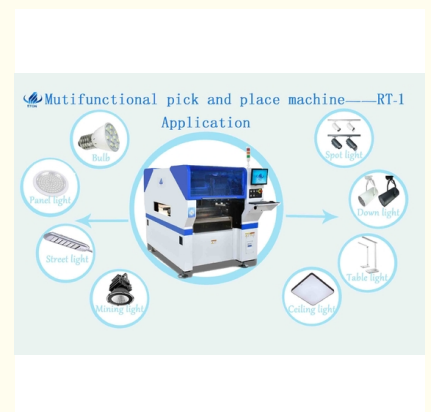 Mutifunctional pick and place machine——RT-1
Application
Bulb
Spot light
Panel light
Down light
Street light
Table light
Mining light
Ceiling light